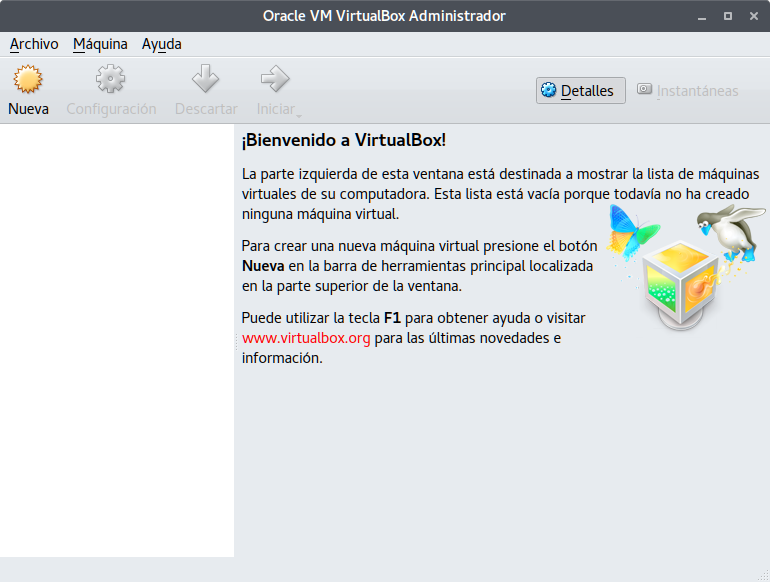 Oracle VM VirtualBox Administrador
Archivo Máquina Ayuda
Nueva Configuración Descartar Iniciar Detalles Instantáneas
¡Bienvenido a VirtualBox!
La parte izquierda de esta ventana está destinada a mostrar la lista de máquinas
virtuales de su computadora. Esta lista está vacía porque todavía no ha creado
ninguna máquina virtual.
Para crear una nueva máquina virtual presione el botón
Nueva en la barra de herramientas principal localizada
en la parte superior de la ventana.
Puede utilizar la tecla F1 para obtener ayuda o visitar
www.virtualbox.org para las últimas novedades e
información.